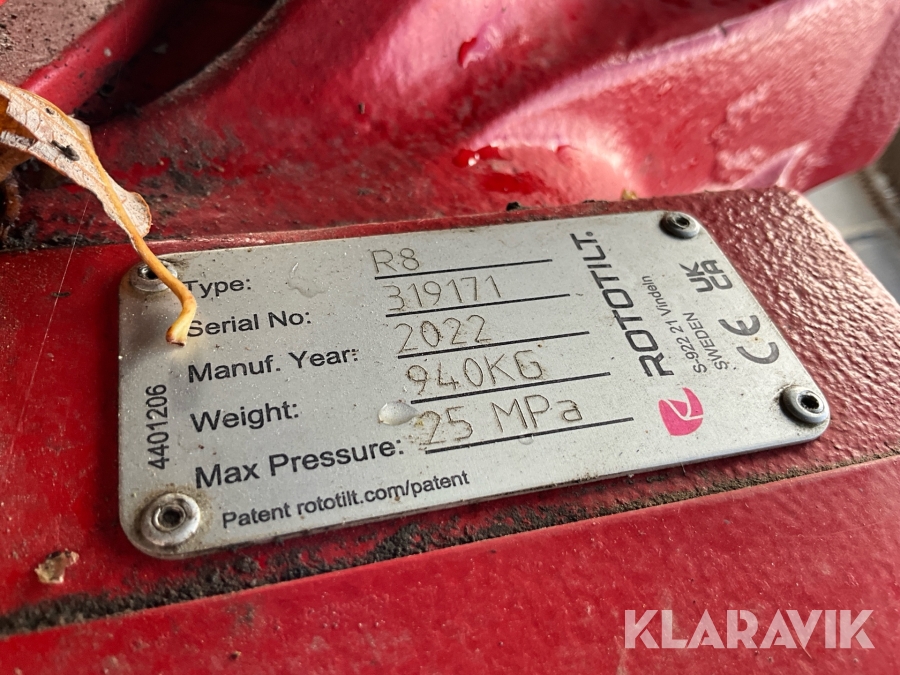 Type: R8
Serial No: 319171
Manuf. Year: 2022
Weight: 940KG
Max Pressure: 25 MPa
Patent rototilt.com/patent
4401206
ROTOTILT.
S-922 21 Vindeln
SWEDEN
UK
CA
CE
KLARAVIK